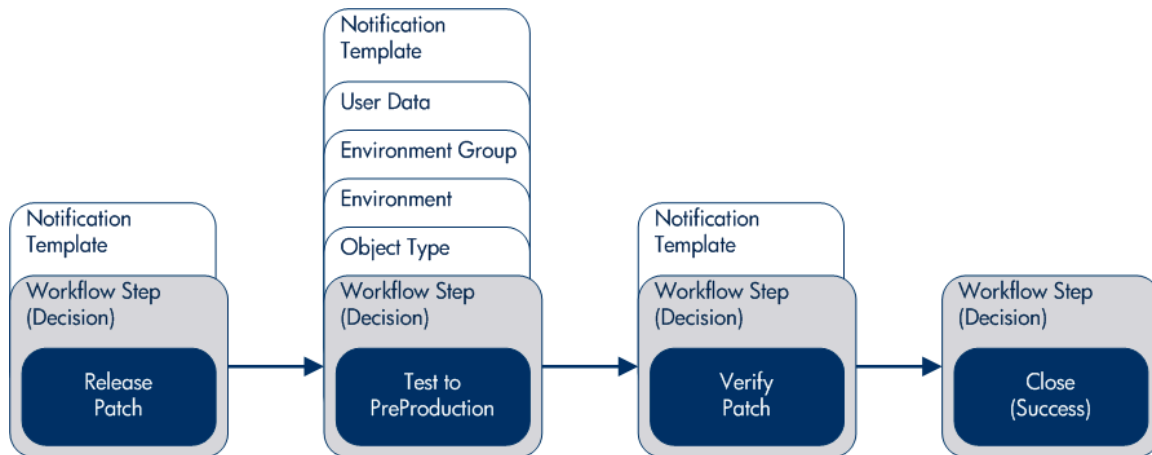 Notification
Template
Workflow Step
(Decision)
Release
Patch
Notification
Template
User Data
Environment Group
Environment
Object Type
Workflow Step
(Decision)
Test to
PreProduction
Notification
Template
Workflow Step
(Decision)
Verify
Patch
Workflow Step
(Decision)
Close
(Success)